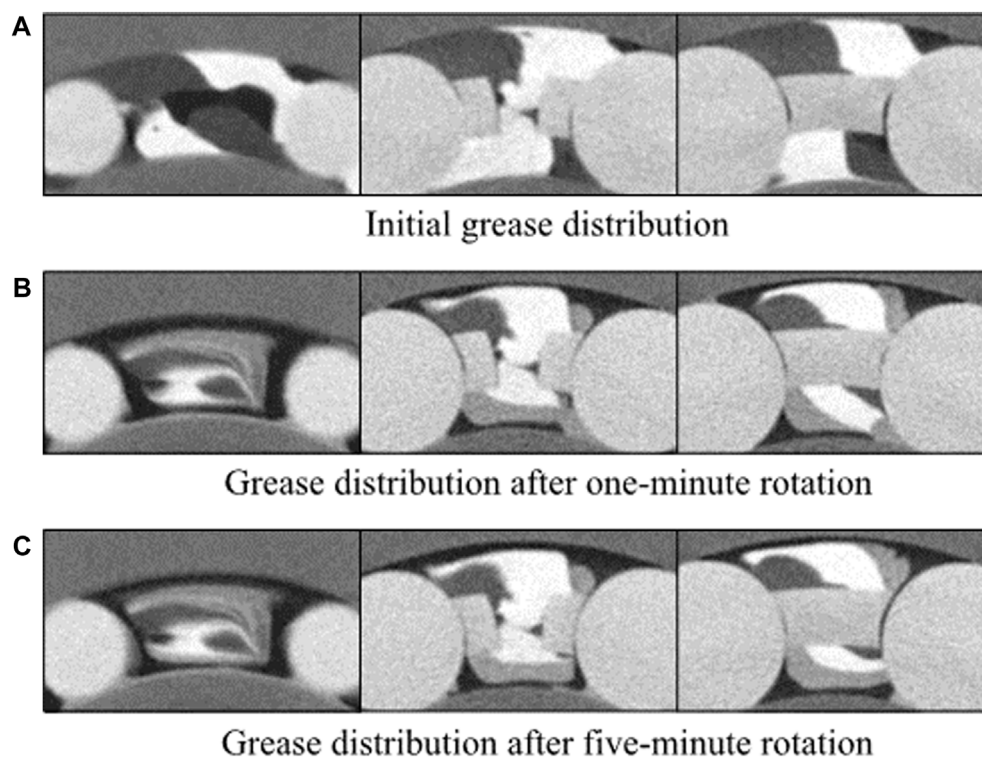 A
Initial grease distribution
B
Grease distribution after one-minute rotation
C
Grease distribution after five-minute rotation